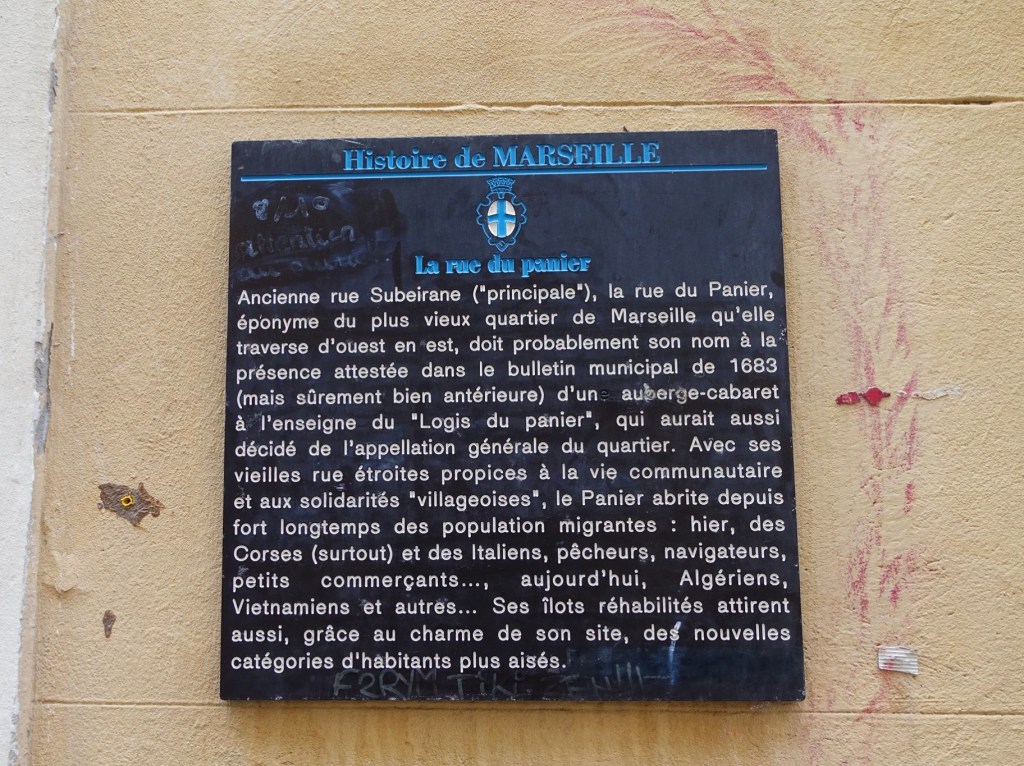 Histoire de MARSEILLE
8/10
attention
La rue du panier
Ancienne rue Subeirane ("principale"), la rue du Panier,
éponyme du plus vieux quartier de Marseille qu'elle
traverse d'ouest en est, doit probablement son nom à la
présence attestée dans le bulletin municipal de 1683
(mais sûrement bien antérieure) d'une auberge-cabaret
à l'enseigne du "Logis du panier", qui aurait aussi
décidé de l'appellation générale du quartier. Avec ses
vieilles rue étroites propices à la vie communautaire
et aux solidarités "villageoises", le Panier abrite depuis
fort longtemps des population migrantes : hier, des
Corses (surtout) et des Italiens, pêcheurs, navigateurs,
petits commerçants..., aujourd'hui, Algériens,
Vietnamiens et autres... Ses îlots réhabilités attirent
aussi, grâce au charme de son site, des nouvelles
catégories d'habitants plus aisés.